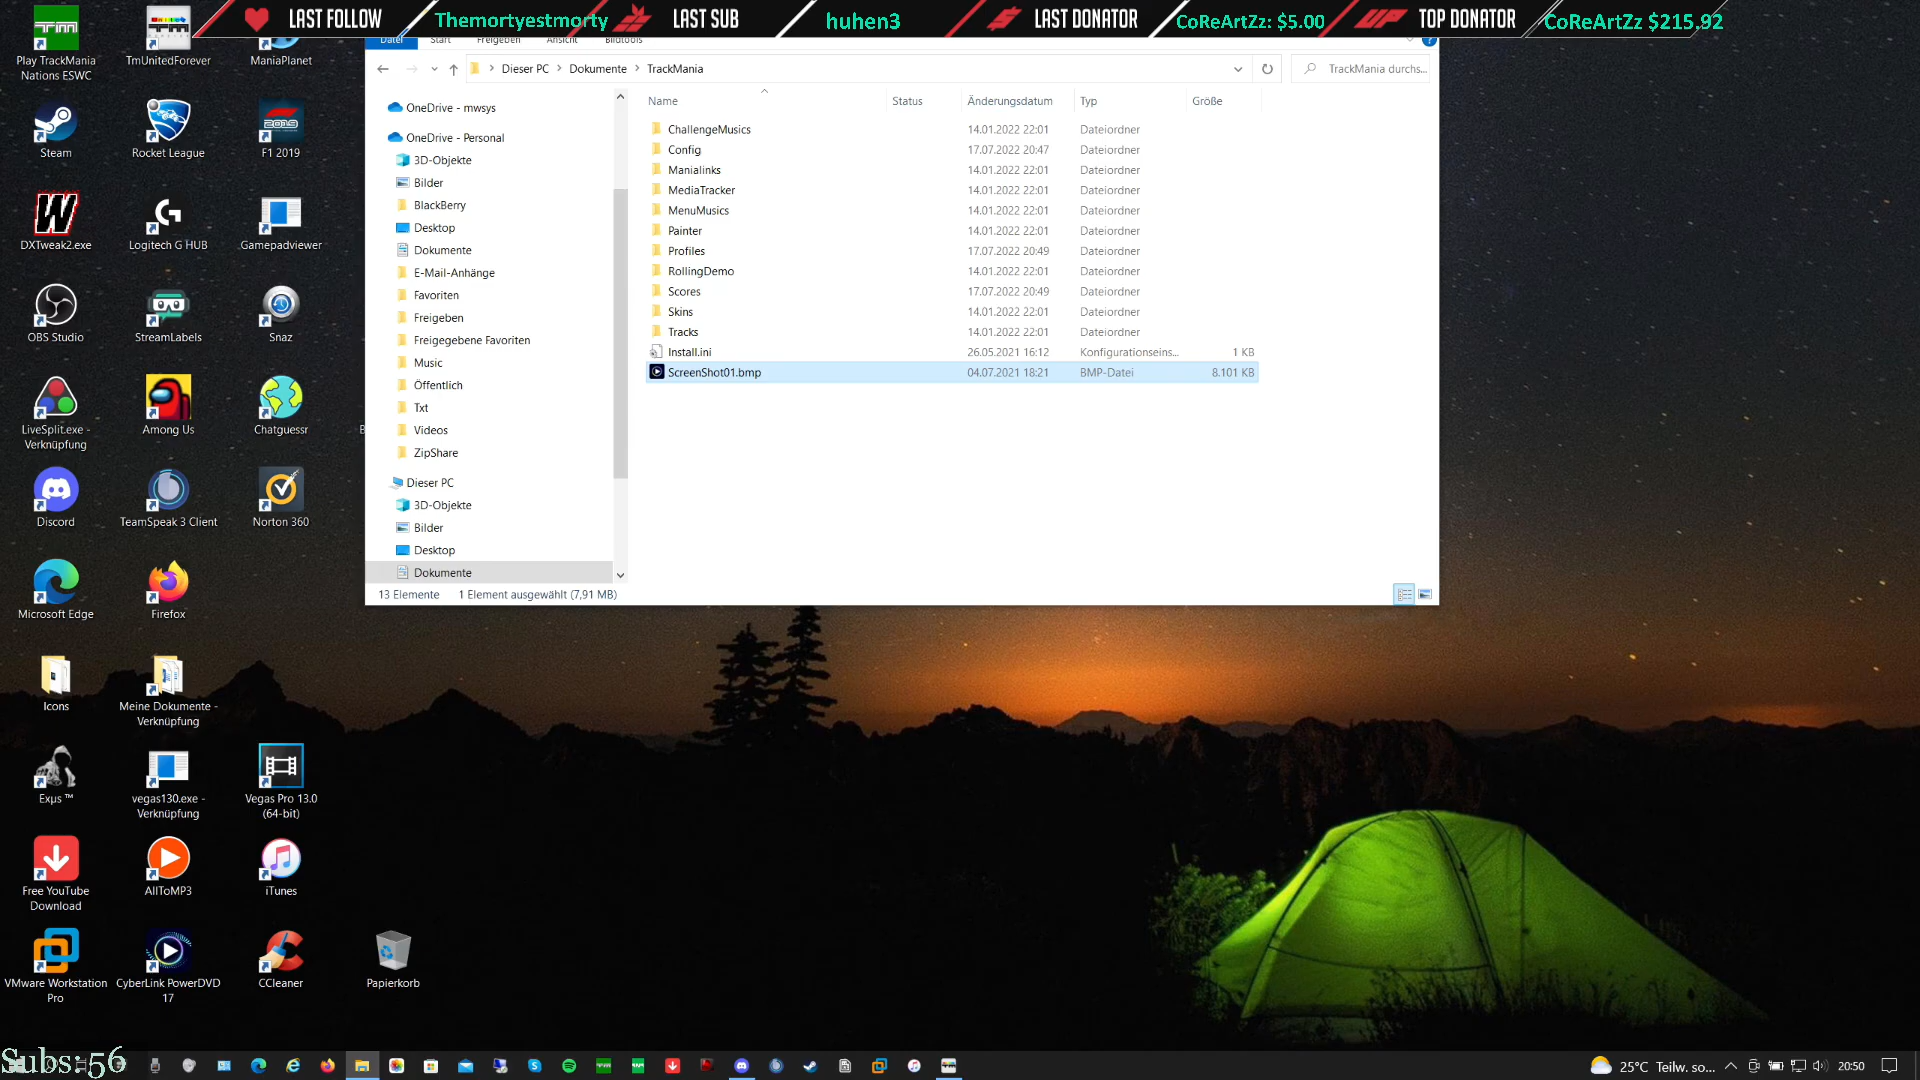 LAST FOLLOW
Themortyestmorty
LAST SUB
huhen3
LAST DONATOR
CoReArtZz: $5.00
TOP DONATOR
CoReArtZz $215.92
Play TrackMania
Nations ESWC
TmUnitedForever
ManiaPlanet
Steam
Rocket League
F1 2019
DXTweak2.exe
Logitech G HUB
Gamepadviewer
OBS Studio
StreamLabels
Snaz
LiveSplit.exe -
Verknüpfung
Among Us
Chatguessr
Discord
TeamSpeak 3 Client
Norton 360
Microsoft Edge
Firefox
Icons
Meine Dokumente -
Verknüpfung
Exµs ™
vegas130.exe -
Verknüpfung
Vegas Pro 13.0
(64-bit)
Free YouTube
Download
AllToMP3
iTunes
VMware Workstation
Pro
CyberLink PowerDVD
17
CCleaner
Papierkorb
Datei Start Freigeben Ansicht Bildtools
Dieser PC > Dokumente > TrackMania
TrackMania durchs...
OneDrive - mwsys
OneDrive - Personal
3D-Objekte
Bilder
BlackBerry
Desktop
Dokumente
E-Mail-Anhänge
Favoriten
Freigeben
Freigegebene Favoriten
Music
Öffentlich
Txt
Videos
ZipShare
Dieser PC
3D-Objekte
Bilder
Desktop
Dokumente
Name Status Änderungsdatum Typ Größe
ChallengeMusics 14.01.2022 22:01 Dateiordner
Config 17.07.2022 20:47 Dateiordner
Manialinks 14.01.2022 22:01 Dateiordner
MediaTracker 14.01.2022 22:01 Dateiordner
MenuMusics 14.01.2022 22:01 Dateiordner
Painter 14.01.2022 22:01 Dateiordner
Profiles 17.07.2022 20:49 Dateiordner
RollingDemo 14.01.2022 22:01 Dateiordner
Scores 17.07.2022 20:49 Dateiordner
Skins 14.01.2022 22:01 Dateiordner
Tracks 14.01.2022 22:01 Dateiordner
Install.ini 26.05.2021 16:12 Konfigurationseins... 1 KB
ScreenShot01.bmp 04.07.2021 18:21 BMP-Datei 8.101 KB
13 Elemente 1 Element ausgewählt (7,91 MB)
Subs:56
25°C Teilw. so...
20:50